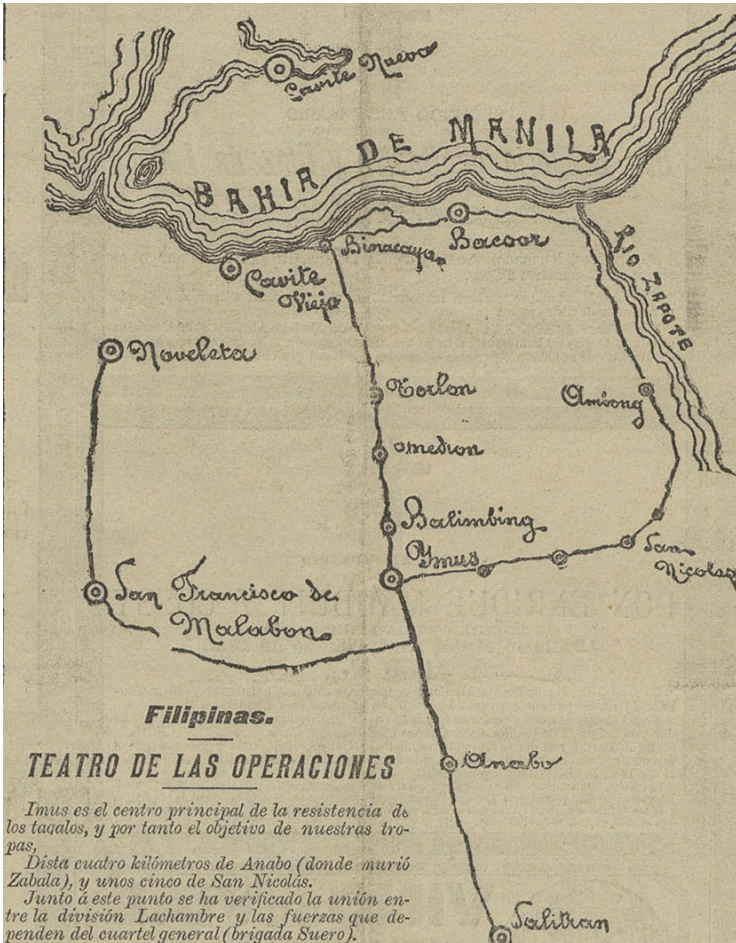 Cavite Nueva
BAHIA DE MANILA
Binacayan
Bacoor
RIO ZAPOTE
Cavite
Vieja
Noveleta
Torlon
Ambong
omedion
Balimbing
Ymus
San
Nicolas
San Francisco de
Malabon
Filipinas.
TEATRO DE LAS OPERACIONES
Anabo
Imus es el centro principal de la resistencia de
los tagalos, y por tanto el objetivo de nuestras tro-
pas,
Dista cuatro kilómetros de Anabo (donde murió
Zabala), y unos cinco de San Nicolás.
Junto á este punto se ha verificado la unión en-
tre la división Lachambre y las fuerzas que de-
penden del cuartel general (brigada Suero).
Salitran